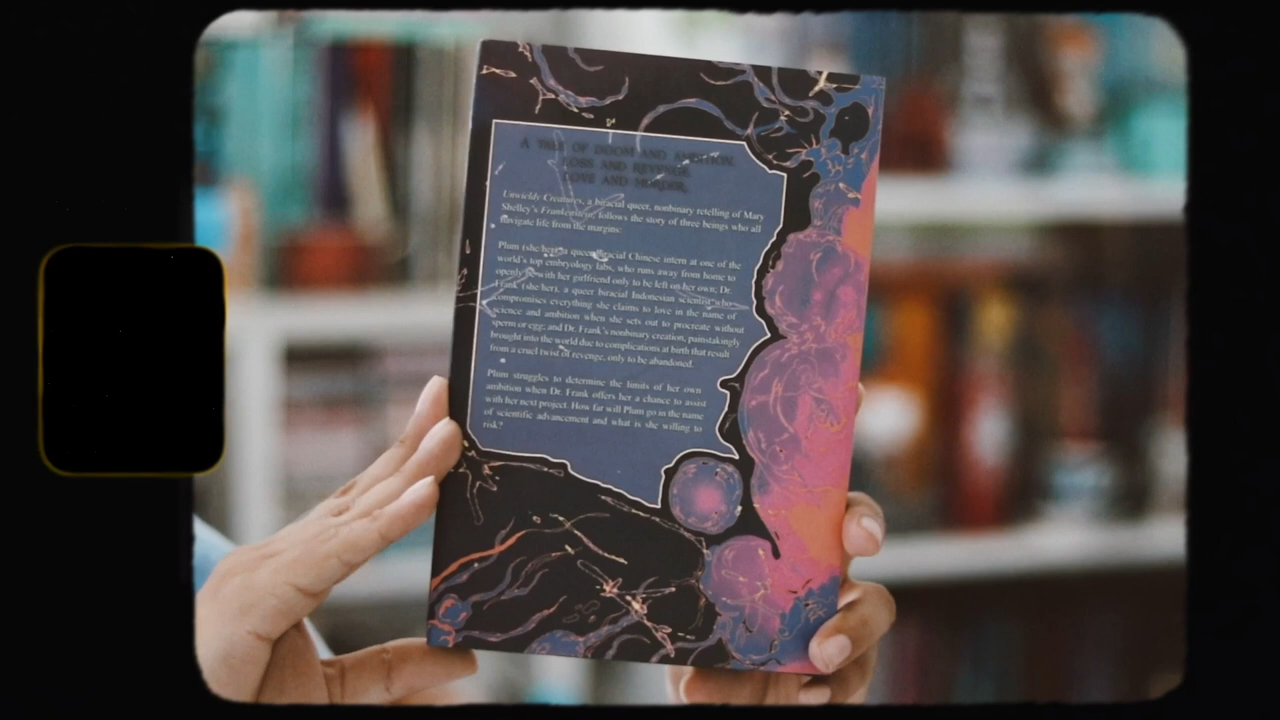 A TALE OF DOOM AND AMBITION,
LOSS AND REVENGE,
LOVE AND MURDER.
Unwieldy Creatures, a biracial queer, nonbinary retelling of Mary
Shelley's Frankenstein, follows the story of three beings who all
navigate life from the margins:
Plum (she/her), a queer biracial Chinese intern at one of the
world's top embryology labs, who runs away from home to
openly be with her girlfriend only to be left on her own; Dr.
Frank (she/her), a queer biracial Indonesian scientist who
compromises everything she claims to love in the name of
science and ambition when she sets out to procreate without
sperm or egg; and Dr. Frank's nonbinary creation, painstakingly
brought into the world due to complications at birth that result
from a cruel twist of revenge, only to be abandoned.
Plum struggles to determine the limits of her own
ambition when Dr. Frank offers her a chance to assist
with her next project. How far will Plum go in the name
of scientific advancement and what is she willing to
risk?